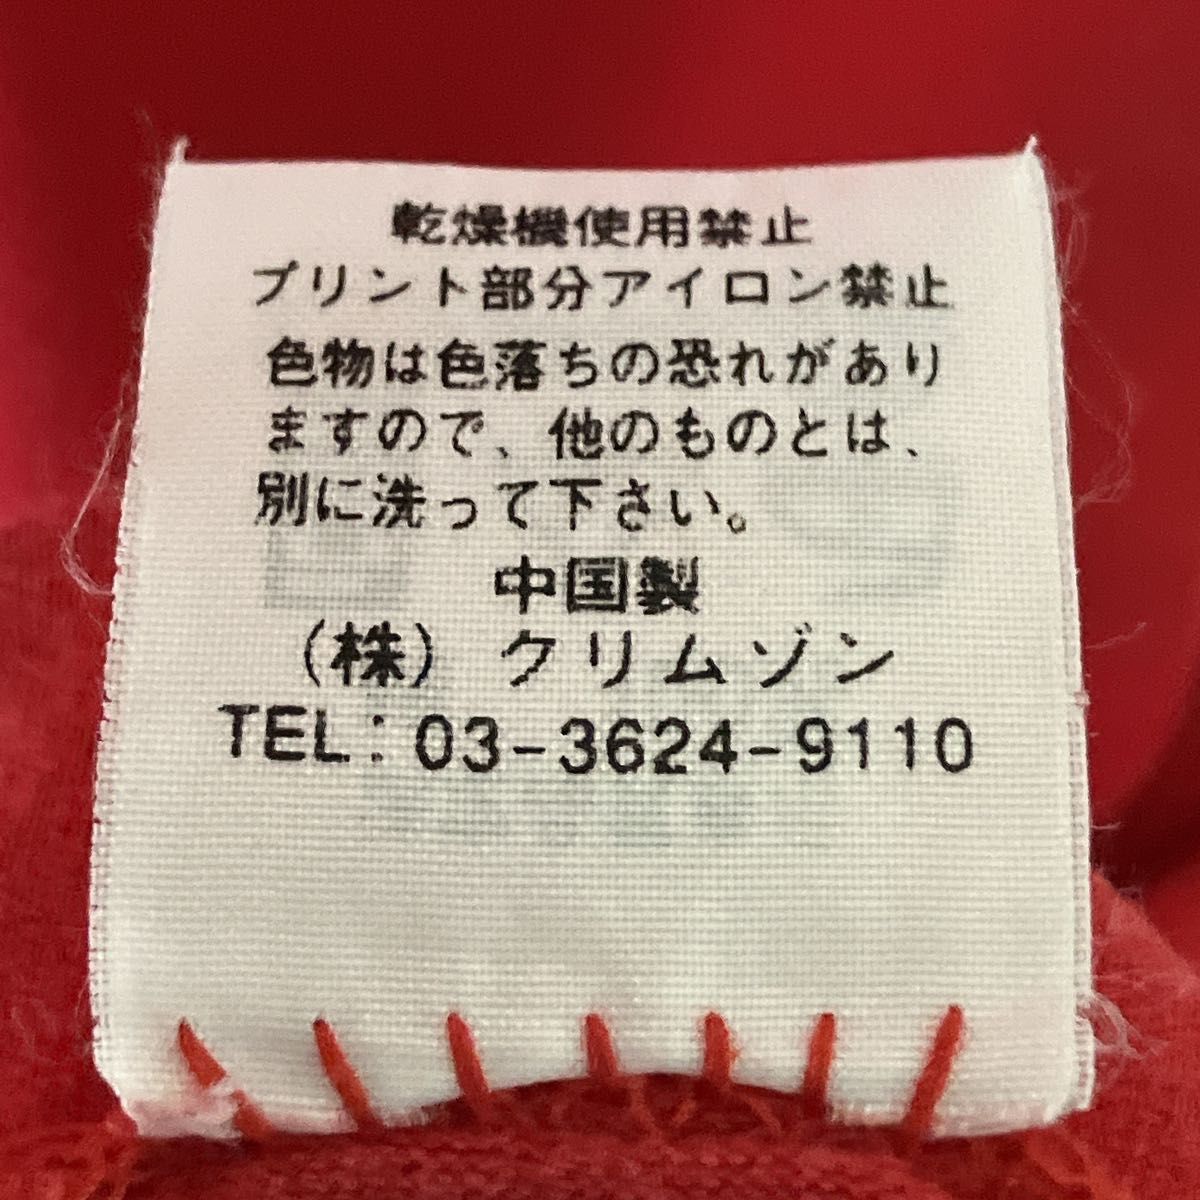 乾燥機使用禁止
プリント部分アイロン禁止
色物は色落ちの恐れがあり
ますので、他のものとは、
別に洗って下さい。
中国製
(株) クリムゾン
TEL: 03-3624-9110